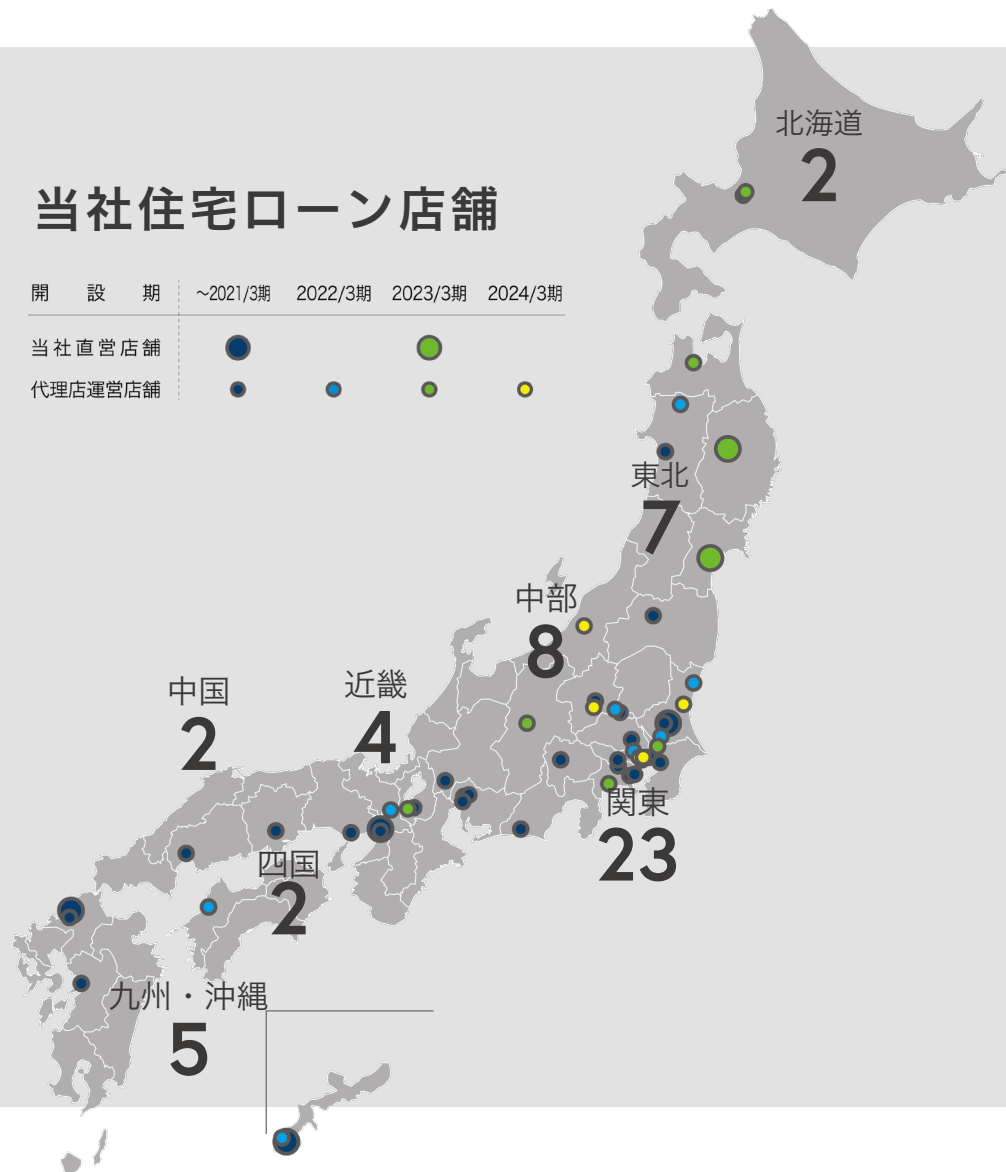 北海道
2
当社住宅ローン店舗
開設期 ～2021/3期 2022/3期 2023/3期 2024/3期
当社直営店舗
代理店運営店舗
東北
7
中部
8
中国
2
近畿
4
関東
23
四国
2
九州・沖縄
5